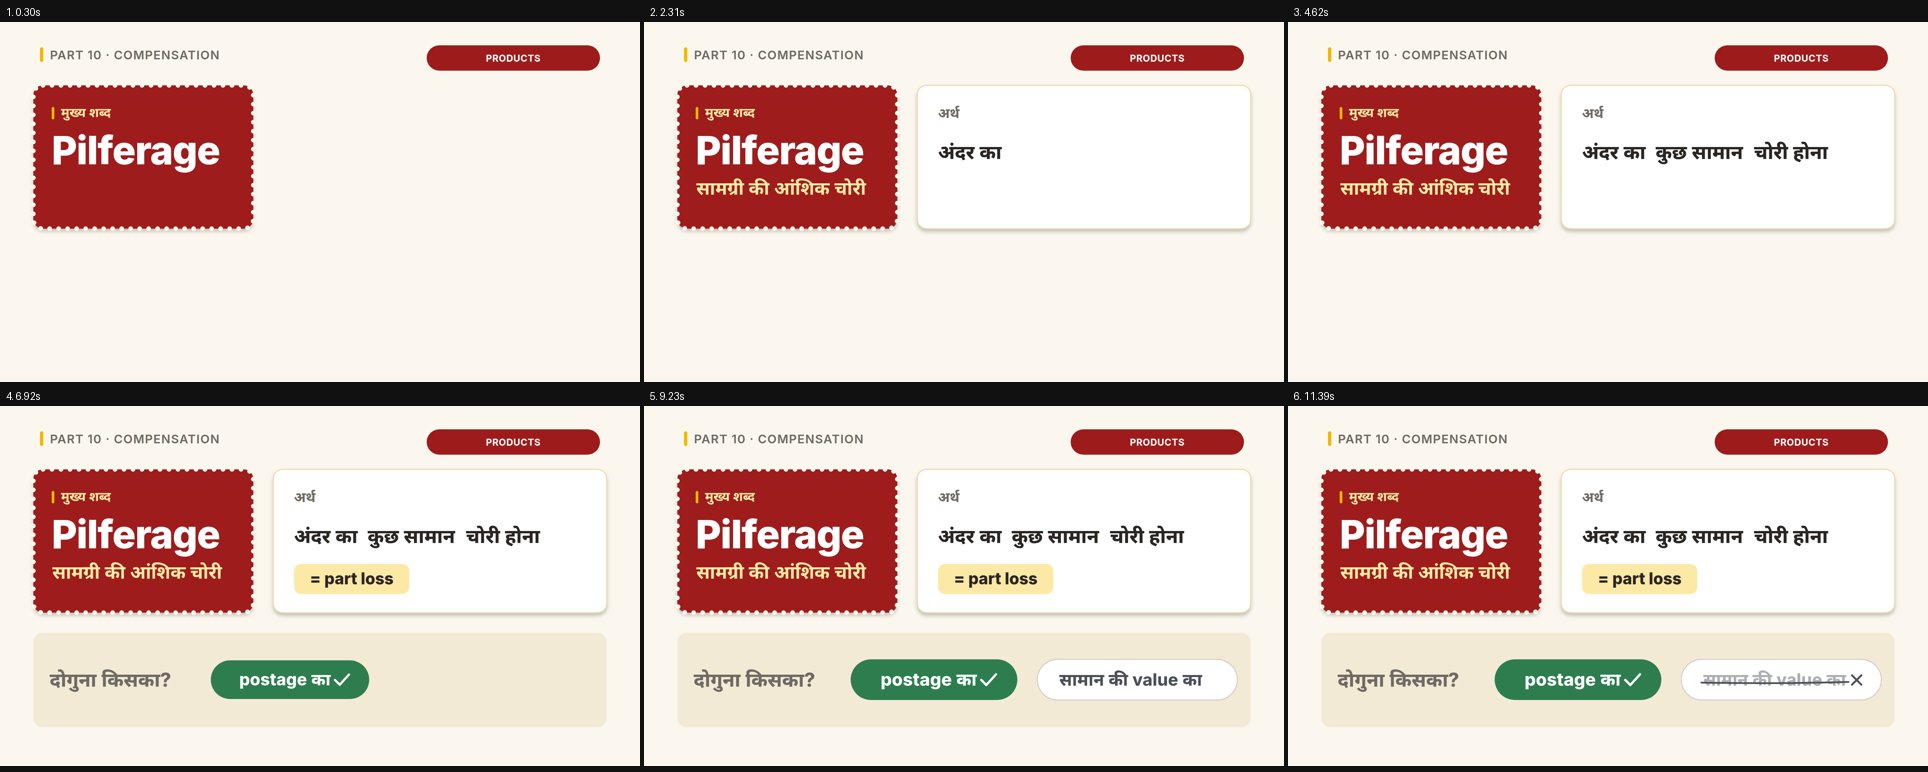 1. 0.30s
PART 10 · COMPENSATION
PRODUCTS
मुख्य शब्द
Pilferage
2. 2.31s
PART 10 · COMPENSATION
PRODUCTS
मुख्य शब्द
Pilferage
सामग्री की आंशिक चोरी
अर्थ
अंदर का
3. 4.62s
PART 10 · COMPENSATION
PRODUCTS
मुख्य शब्द
Pilferage
सामग्री की आंशिक चोरी
अर्थ
अंदर का कुछ सामान चोरी होना
4. 6.92s
PART 10 · COMPENSATION
PRODUCTS
मुख्य शब्द
Pilferage
सामग्री की आंशिक चोरी
अर्थ
अंदर का कुछ सामान चोरी होना
= part loss
दोगुना किसका?
postage का ✓
5. 9.23s
PART 10 · COMPENSATION
PRODUCTS
मुख्य शब्द
Pilferage
सामग्री की आंशिक चोरी
अर्थ
अंदर का कुछ सामान चोरी होना
= part loss
दोगुना किसका?
postage का ✓
सामान की value का
6. 11.39s
PART 10 · COMPENSATION
PRODUCTS
मुख्य शब्द
Pilferage
सामग्री की आंशिक चोरी
अर्थ
अंदर का कुछ सामान चोरी होना
= part loss
दोगुना किसका?
postage का ✓
सामान की value का ✕